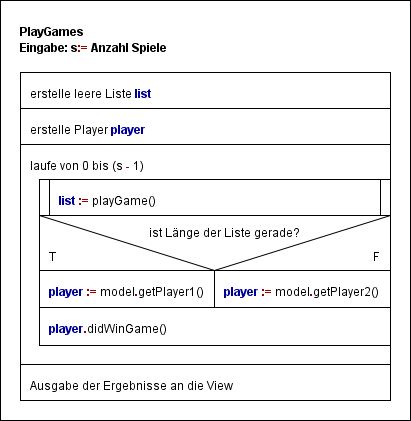 PlayGames
Eingabe: s:= Anzahl Spiele
erstelle leere Liste list
erstelle Player player
laufe von 0 bis (s - 1)
list := playGame()
ist Länge der Liste gerade?
T F
player := model.getPlayer1() player := model.getPlayer2()
player.didWinGame()
Ausgabe der Ergebnisse an die View